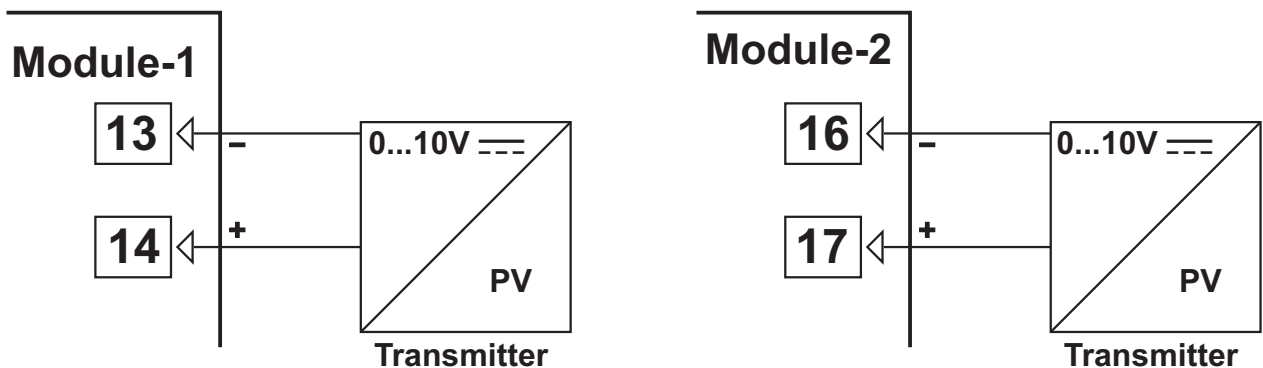 Module-1
13
-
0...10V
14
+
PV
Transmitter
Module-2
16
-
0...10V
17
+
PV
Transmitter